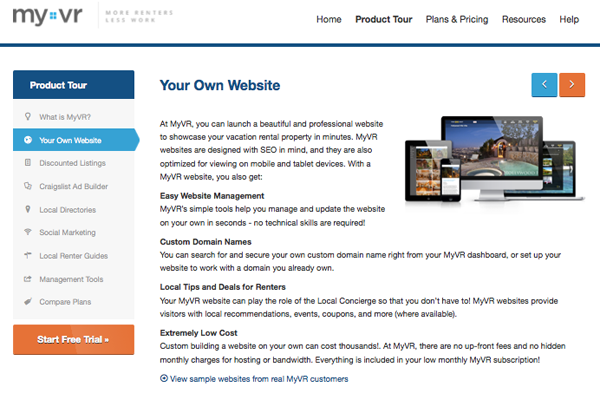 my vr
MORE RENTERS
LESS WORK
Home Product Tour Plans & Pricing Resources Help
Product Tour
What is MyVR?
Your Own Website
Discounted Listings
Craigslist Ad Builder
Local Directories
Social Marketing
Local Renter Guides
Management Tools
Compare Plans
Start Free Trial »
Your Own Website
At MyVR, you can launch a beautiful and professional website
to showcase your vacation rental property in minutes. MyVR
websites are designed with SEO in mind, and they are also
optimized for viewing on mobile and tablet devices. With a
MyVR website, you also get:
Easy Website Management
MyVR's simple tools help you manage and update the website
on your own in seconds - no technical skills are required!
Custom Domain Names
You can search for and secure your own custom domain name right from your MyVR dashboard, or set up your
website to work with a domain you already own.
Local Tips and Deals for Renters
Your MyVR website can play the role of the Local Concierge so that you don't have to! MyVR websites provide
visitors with local recommendations, events, coupons, and more (where available).
Extremely Low Cost
Custom building a website on your own can cost thousands!. At MyVR, there are no up-front fees and no hidden
monthly charges for hosting or bandwidth. Everything is included in your low monthly MyVR subscription!
View sample websites from real MyVR customers